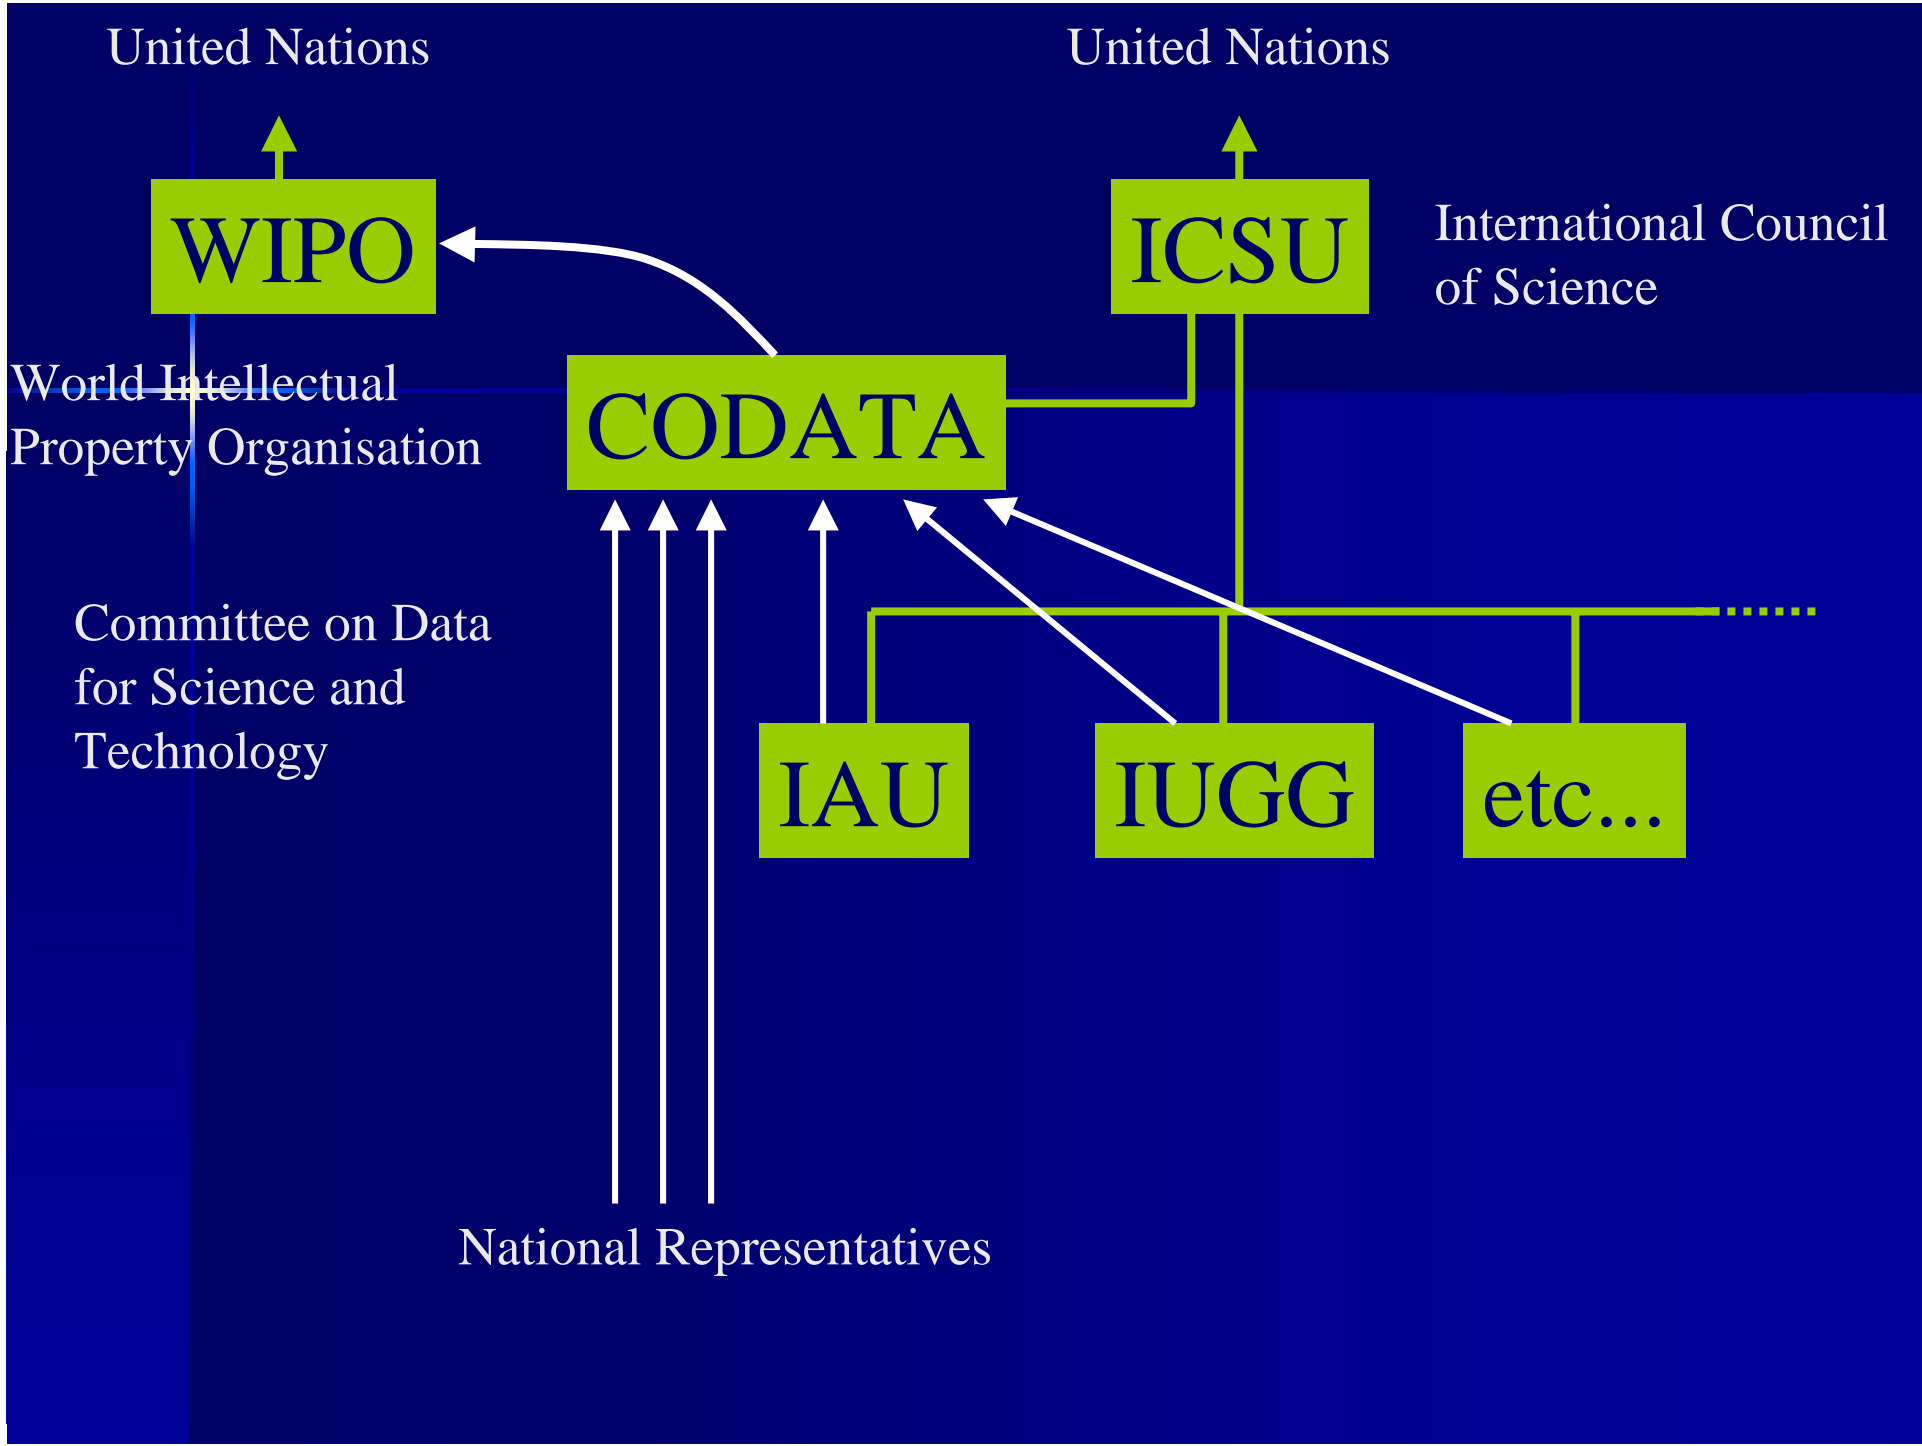 United Nations
United Nations
WIPO
ICSU
International Council
of Science
World Intellectual
Property Organisation
CODATA
Committee on Data
for Science and
Technology
IAU
IUGG
etc...
National Representatives